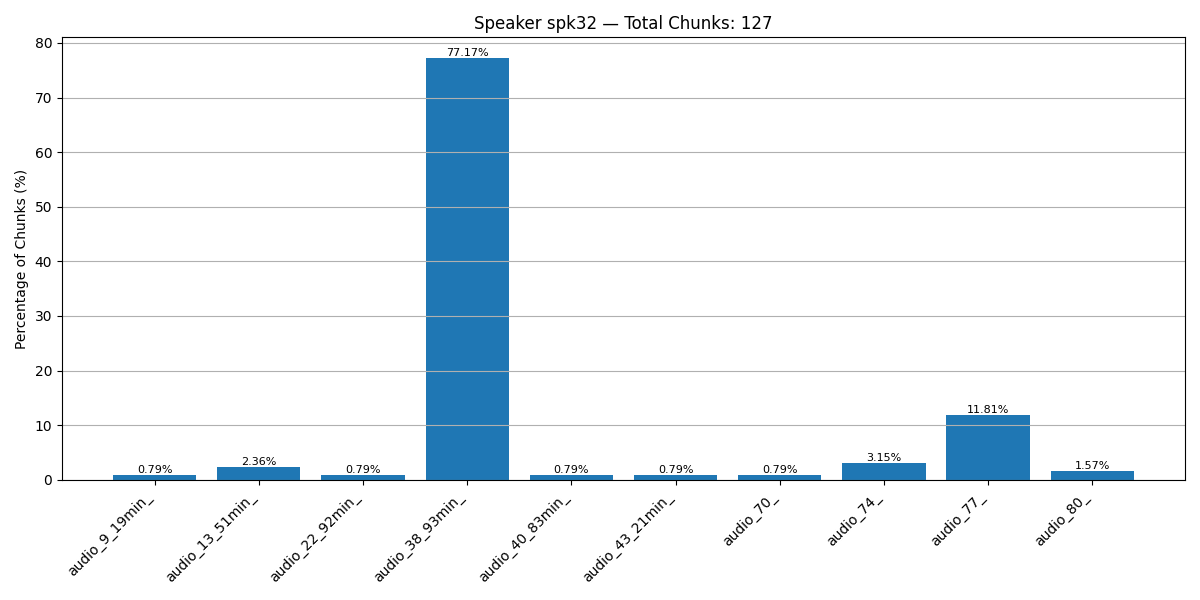 Speaker spk32 — Total Chunks: 127
Percentage of Chunks (%)
80
70
60
50
40
30
20
10
0
0.79%
2.36%
0.79%
77.17%
0.79%
0.79%
0.79%
3.15%
11.81%
1.57%
audio_9_19min_
audio_13_51min_
audio_22_92min_
audio_38_93min_
audio_40_83min_
audio_43_21min_
audio_70_
audio_74_
audio_77_
audio_80_